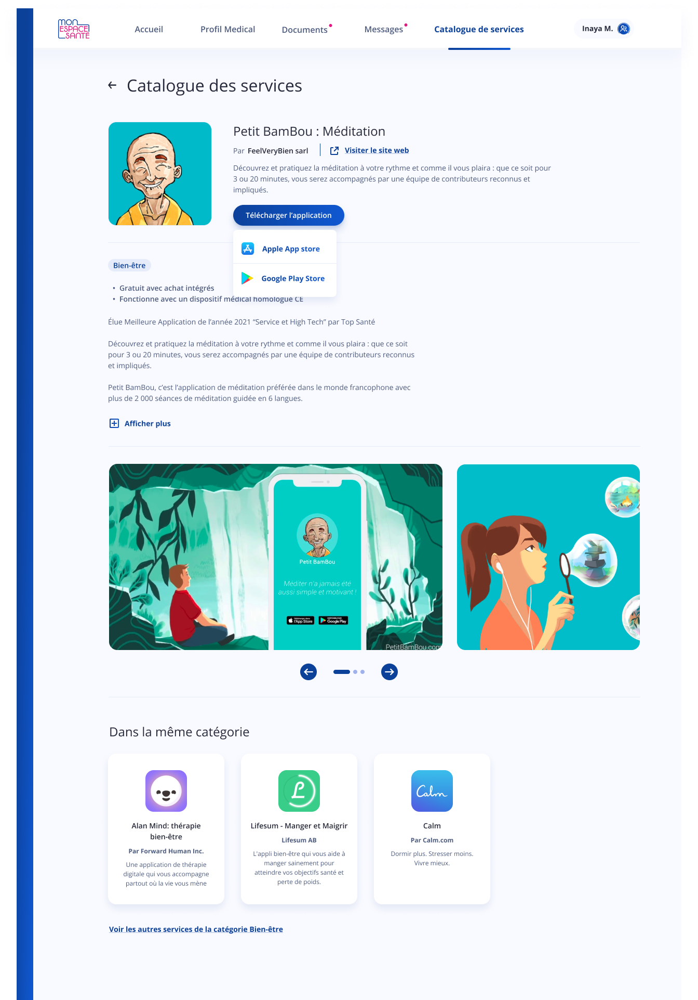 mon
ESPACE
SANTÉ
Accueil
Profil Medical
Documents
Messages
Catalogue de services
Inaya M.
Catalogue des services
Petit BamBou : Méditation
Par FeelVeryBien sarl
Visiter le site web
Découvrez et pratiquez la méditation à votre rythme et comme il vous plaira : que ce soit pour
3 ou 20 minutes, vous serez accompagnés par une équipe de contributeurs reconnus et
impliqués.
Télécharger l’application
Apple App store
Google Play Store
Bien-être
• Gratuit avec achat intégrés
• Fonctionne avec un dispositif médical homologué CE
Élue Meilleure Application de l’année 2021 “Service et High Tech” par Top Santé
Découvrez et pratiquez la méditation à votre rythme et comme il vous plaira : que ce soit
pour 3 ou 20 minutes, vous serez accompagnés par une équipe de contributeurs reconnus
et impliqués.
Petit BamBou, c’est l’application de méditation préférée dans le monde francophone avec
plus de 2 000 séances de méditation guidée en 6 langues.
Afficher plus
Petit BamBou
Méditer n'a jamais été
aussi simple et motivant !
Télécharger dans
l'App Store
DISPONIBLE SUR
Google Play
PetitBamBou.com
Dans la même catégorie
Alan Mind: thérapie
bien-être
Par Forward Human Inc.
Une application de thérapie
digitale qui vous accompagne
partout où la vie vous mène
L
Lifesum - Manger et Maigrir
Lifesum AB
L'appli bien-être qui vous aide à
manger sainement pour
atteindre vos objectifs santé et
perte de poids.
Calm
Calm
Par Calm.com
Dormir plus. Stresser moins.
Vivre mieux.
Voir les autres services de la catégorie Bien-être